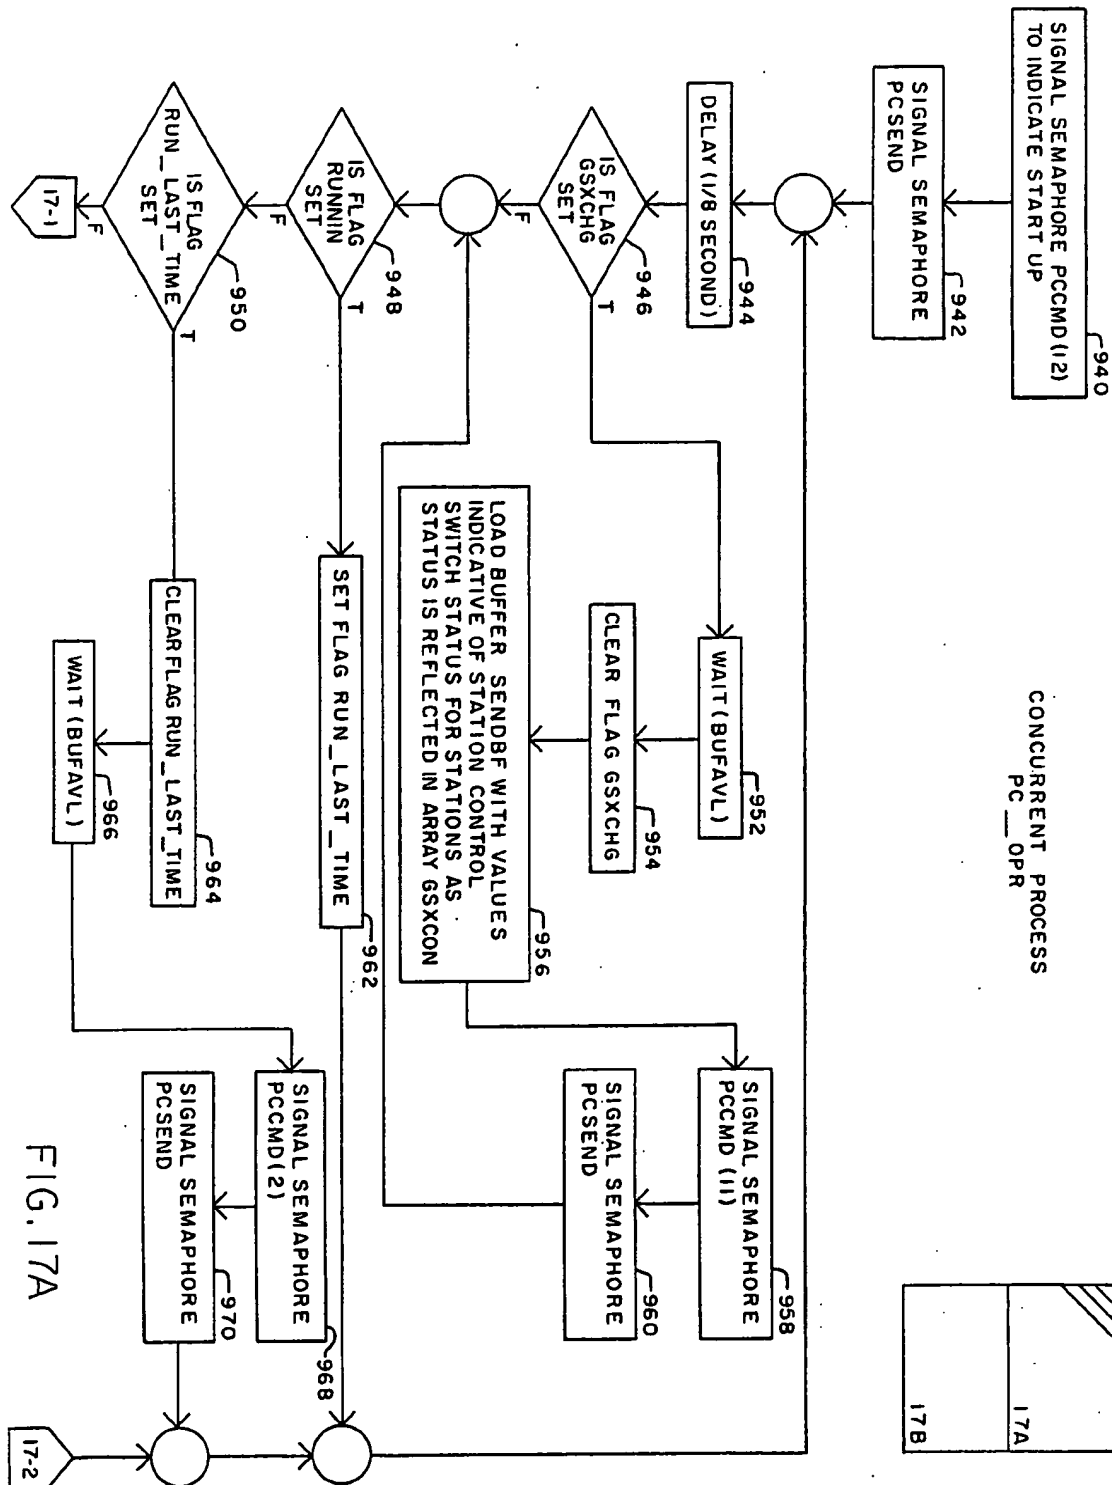 CONCURRENT PROCESS
PC__OPR
17A
17B
SIGNAL SEMAPHORE PCCMD(12)
TO INDICATE START UP
940
SIGNAL SEMAPHORE
PCSEND
942
DELAY (1/8 SECOND)
944
IS FLAG
GSXCHG
SET
946
T
F
WAIT (BUFAVL)
952
CLEAR FLAG GSXCHG
954
LOAD BUFFER SENDBF WITH VALUES
INDICATIVE OF STATION CONTROL
SWITCH STATUS FOR STATIONS AS
STATUS IS REFLECTED IN ARRAY GSXCON
956
SIGNAL SEMAPHORE
PCCMD (11)
958
SIGNAL SEMAPHORE
PCSEND
960
IS FLAG
RUNNIN
SET
948
T
F
SET FLAG RUN_LAST_TIME
962
IS FLAG
RUN_LAST_TIME
SET
950
T
F
CLEAR FLAG RUN_LAST_TIME
964
WAIT (BUFAVL)
966
SIGNAL SEMAPHORE
PCCMD(2)
968
SIGNAL SEMAPHORE
PCSEND
970
17-1
17-2
FIG.17A